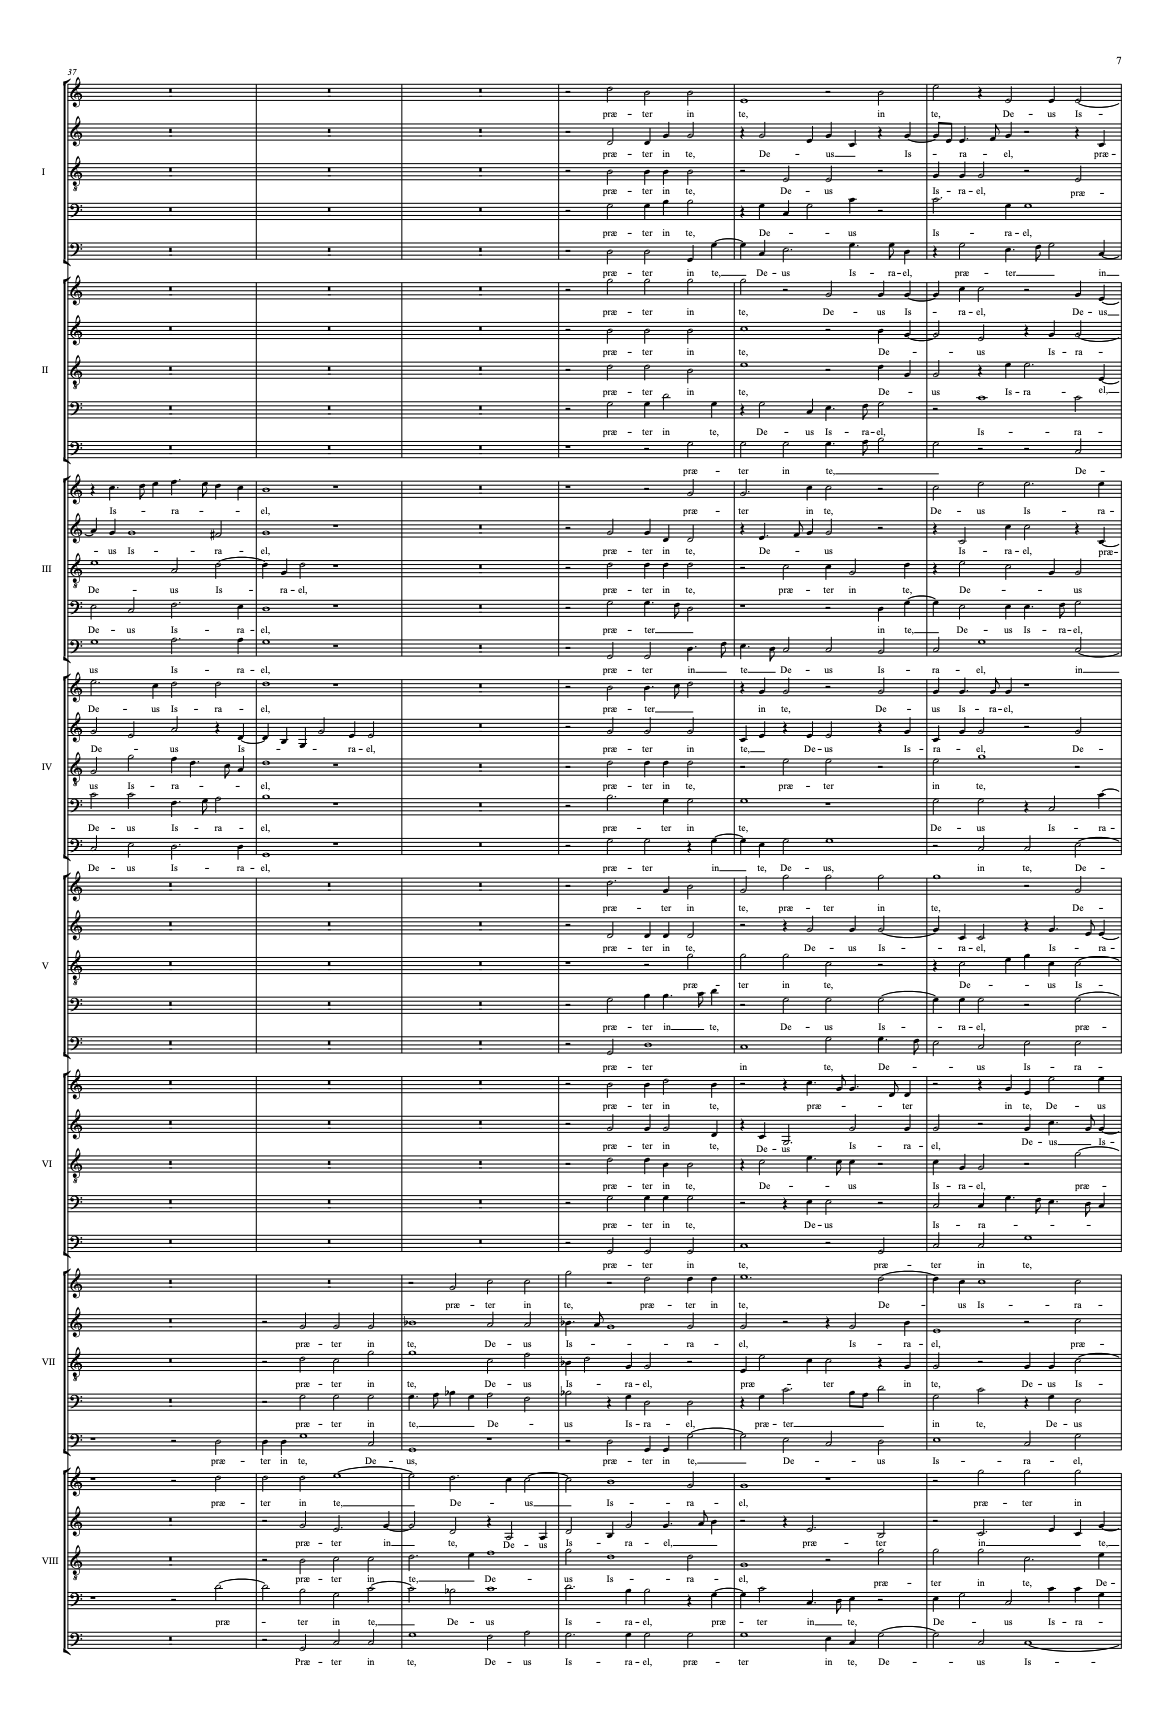 7
37
præ – ter in te, in te, De – us Is –
præ – ter in te, De – us Is – ra – el, præ –
I
præ – ter in te, De – us Is – ra – el, præ –
præ – ter in te, De – us Is – ra – el,
præ – ter in te, De – us Is – ra – el, præ – ter in
præ – ter in te, De – us Is – ra – el, De – us
præ – ter in te, De – us Is – ra –
II
præ – ter in te, De – us Is – ra – el,
præ – ter in te, De – us Is – ra – el, Is – ra –
præ – ter in te, De –
Is – ra – el, præ – ter in te, De – us Is – ra –
– us Is – ra – el, præ – ter in te, De – us Is – ra – el, præ –
III
De – us Is – ra – el, præ – ter in te, præ – ter in te, De – us
De – us Is – ra – el, præ – ter in te, De – us Is – ra – el,
us Is – ra – el, præ – ter in te, De – us Is – ra – el, in
De – us Is – ra – el, præ – ter in te, De – us Is – ra – el,
De – us Is – ra – el, præ – ter in te, De – us Is – ra – el, De –
IV
us Is – ra – el, præ – ter in te, præ – ter in te,
De – us Is – ra – el, præ – ter in te, De – us Is – ra –
De – us Is – ra – el, præ – ter in te, De – us, in te, De –
præ – ter in te, præ – ter in te, De –
præ – ter in te, De – us Is – ra – el, Is – ra –
V
præ – ter in te, De – us Is –
præ – ter in te, De – us Is – ra – el, præ –
præ – ter in te, De – us Is – ra –
præ – ter in te, præ – ter in te, De – us
præ – ter in te, De – us Is – ra – el, De – us Is –
VI
præ – ter in te, De – us Is – ra – el, præ –
præ – ter in te, De – us Is – ra –
præ – ter in te, præ – ter in te,
præ – ter in te, præ – ter in te, De – us Is – ra –
præ – ter in te, De – us Is – ra – el, Is – ra – el, præ –
VII
præ – ter in te, De – us Is – ra – el, præ – ter in te, De – us Is –
præ – ter in te, De – us Is – ra – el, præ – ter in te, De –
præ – ter in te, De – us, præ – ter in te, De – us Is – ra – el,
præ – ter in te, De – us Is – ra – el, præ – ter in
præ – ter in te, De – us Is – ra – el, præ – ter in te,
VIII
præ – ter in te, De – us Is – ra – el, præ – ter in te, De –
præ – ter in te, De – us Is – ra – el, præ – ter in te, De – us Is – ra –
Præ – ter in te, De – us Is – ra – el, præ – ter in te, De – us Is –